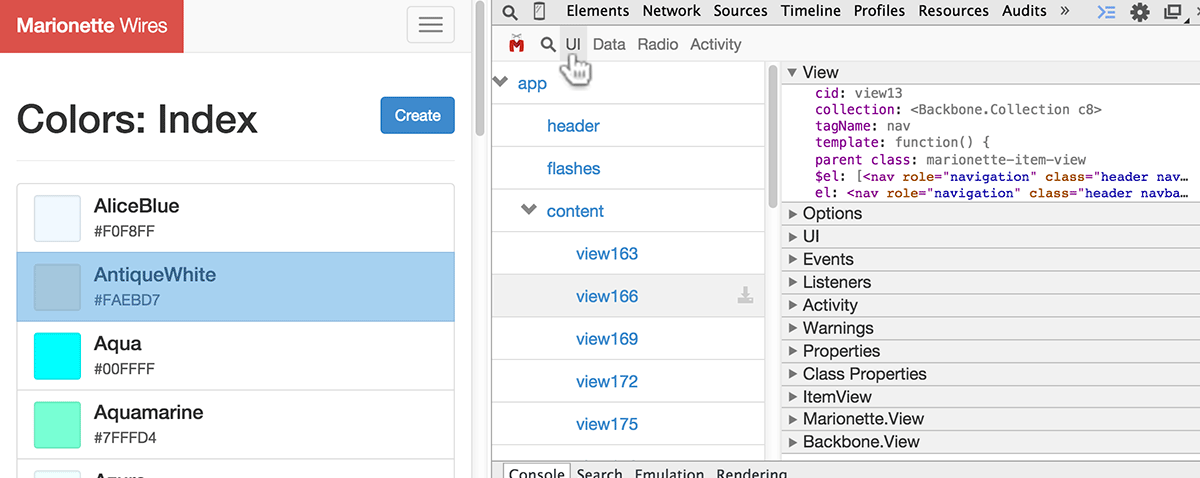 Marionette Wires
Colors: Index
Create
AliceBlue
#F0F8FF
AntiqueWhite
#FAEBD7
Aqua
#00FFFF
Aquamarine
#7FFFD4
Elements Network Sources Timeline Profiles Resources Audits »
UI Data Radio Activity
app
header
flashes
content
view163
view166
view169
view172
view175
View
cid: view13
collection: <Backbone.Collection c8>
tagName: nav
template: function() {
parent class: marionette-item-view
$el: [<nav role="navigation" class="header nav…
el: <nav role="navigation" class="header navba…
Options
UI
Events
Listeners
Activity
Warnings
Properties
Class Properties
ItemView
Marionette.View
Backbone.View
Console Search Emulation Rendering